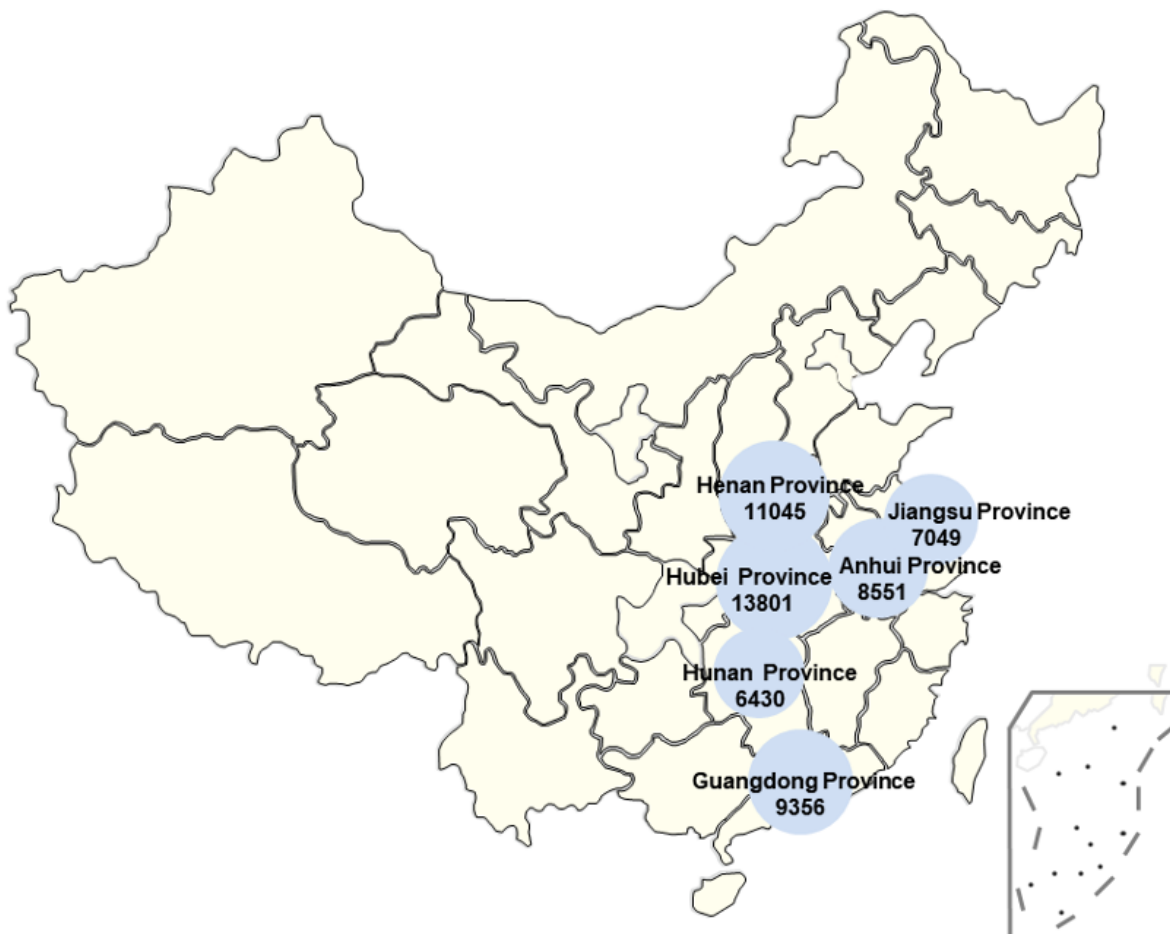 Henan Province
11045
Jiangsu Province
7049
Anhui Province
8551
Hubei Province
13801
Hunan Province
6430
Guangdong Province
9356